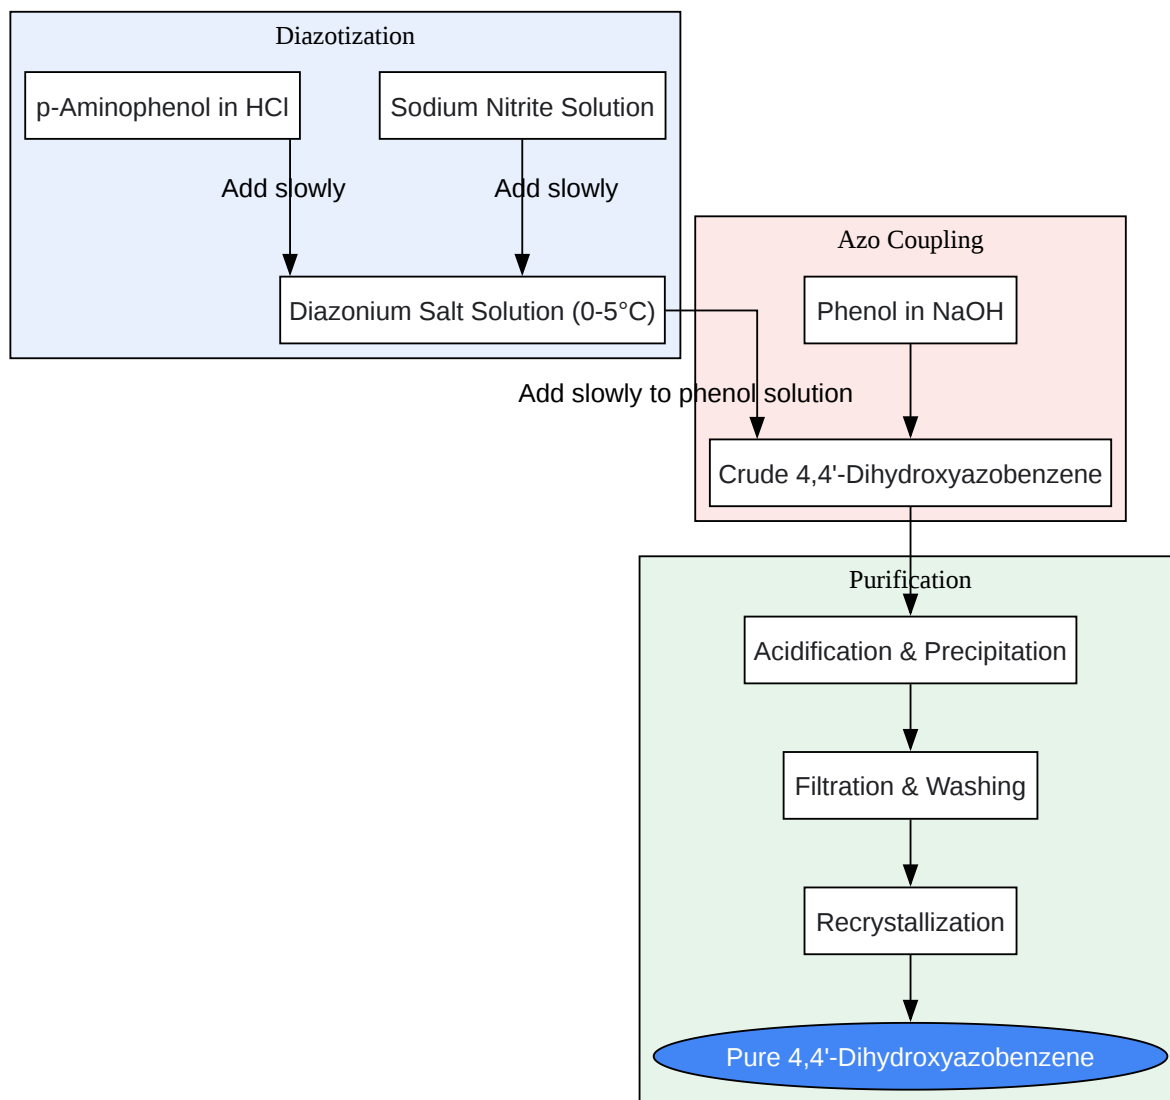 Diazotization
p-Aminophenol in HCl
Sodium Nitrite Solution
Add slowly
Add slowly
Diazonium Salt Solution (0-5°C)
Azo Coupling
Phenol in NaOH
Add slowly to phenol solution
Crude 4,4'-Dihydroxyazobenzene
Purification
Acidification & Precipitation
Filtration & Washing
Recrystallization
Pure 4,4'-Dihydroxyazobenzene